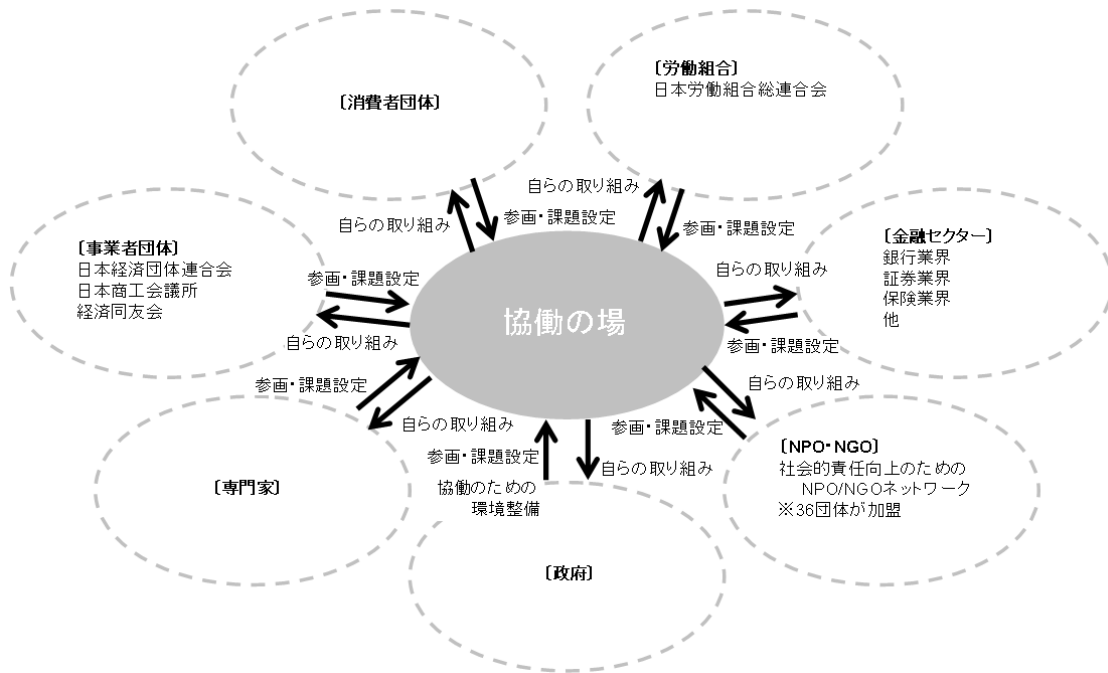 〔消費者団体〕
〔労働組合〕
日本労働組合総連合会
自らの取り組み
参画・課題設定
自らの取り組み
参画・課題設定
〔事業者団体〕
日本経済団体連合会
日本商工会議所
経済同友会
参画・課題設定
自らの取り組み
〔金融セクター〕
銀行業界
証券業界
保険業界
他
自らの取り組み
参画・課題設定
協働の場
参画・課題設定
自らの取り組み
〔専門家〕
自らの取り組み
参画・課題設定
〔NPO・NGO〕
社会的責任向上のための
NPO/NGOネットワーク
※36団体が加盟
参画・課題設定
協働のための
環境整備
自らの取り組み
〔政府〕